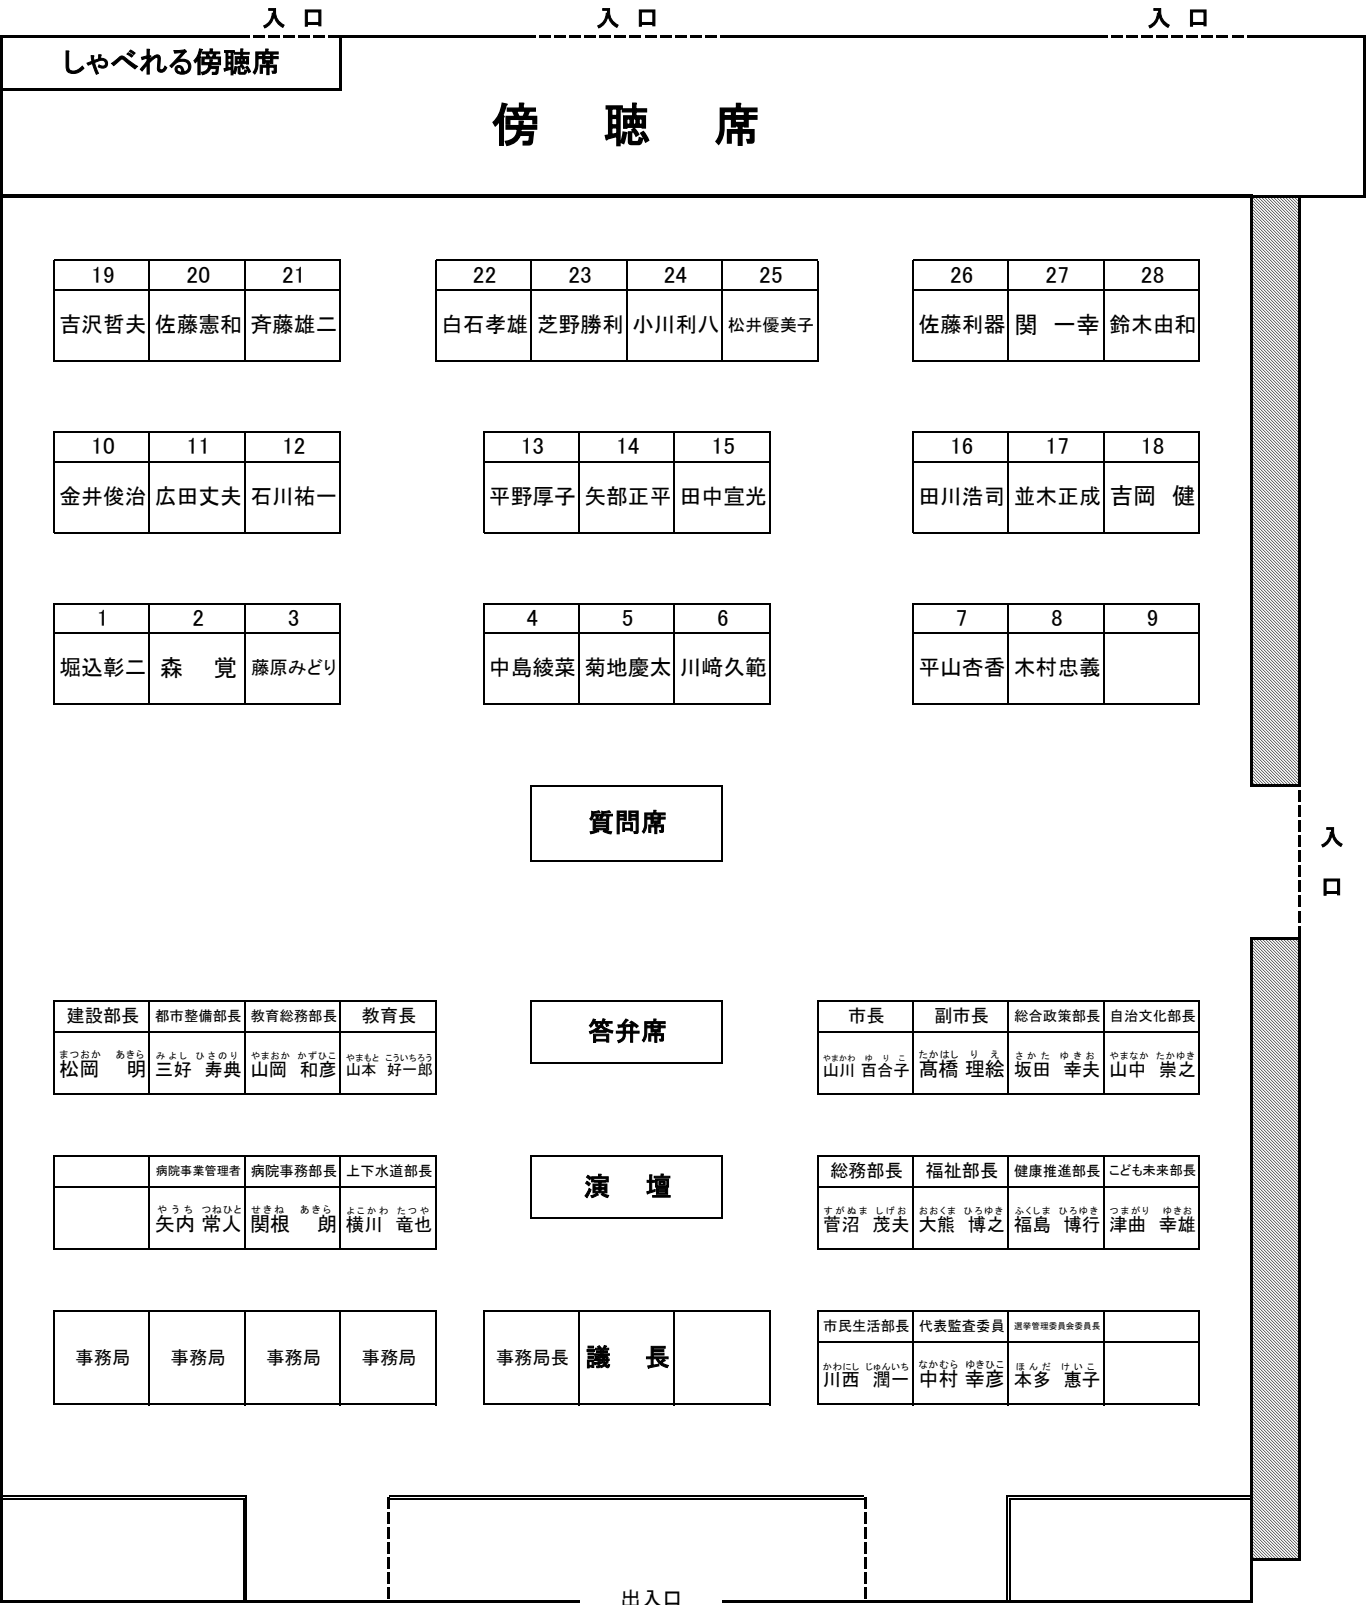 入口 入口 入口
しゃべれる傍聴席
傍聴席
19 20 21 22 23 24 25 26 27 28
吉沢哲夫 佐藤憲和 斉藤雄二 白石孝雄 芝野勝利 小川利八 松井優美子 佐藤利器 関 一幸 鈴木由和
10 11 12 13 14 15 16 17 18
金井俊治 広田丈夫 石川祐一 平野厚子 矢部正平 田中宣光 田川浩司 並木正成 吉岡 健
1 2 3 4 5 6 7 8 9
堀込彰二 森 覚 藤原みどり 中島綾菜 菊地慶太 川﨑久範 平山杏香 木村忠義
質問席
入口
建設部長 都市整備部長 教育総務部長 教育長 答弁席 市長 副市長 総合政策部長 自治文化部長
まつおか あきら みよし ひさのり やまおか かずひこ やまもと こういちろう やまかわ ゆりこ たかはし りえ さかた ゆきお やまなか たかゆき
松岡 明 三好 寿典 山岡 和彦 山本 好一郎 山川 百合子 髙橋 理絵 坂田 幸夫 山中 崇之
病院事業管理者 病院事務部長 上下水道部長 演壇 総務部長 福祉部長 健康推進部長 こども未来部長
やうち つねひと せきね あきら よこかわ たつや すがぬま しげお おおくま ひろゆき ふくしま ひろゆき つまがり ゆきお
矢内 常人 関根 朗 横川 竜也 菅沼 茂夫 大熊 博之 福島 博行 津曲 幸雄
市民生活部長 代表監査委員 選挙管理委員会委員長
事務局 事務局 事務局 事務局 事務局長 議長
かわにし じゅんいち なかむら ゆきひこ ほんだ けいこ
川西 潤一 中村 幸彦 本多 惠子
出入口